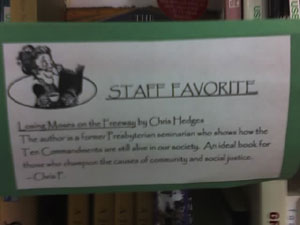 STAFF FAVORITE
Losing Moses on the Freeway by Chris Hedges
The author is a former Presbyterian seminarian who shows how the
Ten Commandments are still alive in our society. An ideal book for
those who champion the causes of community and social justice.
--Chris P.